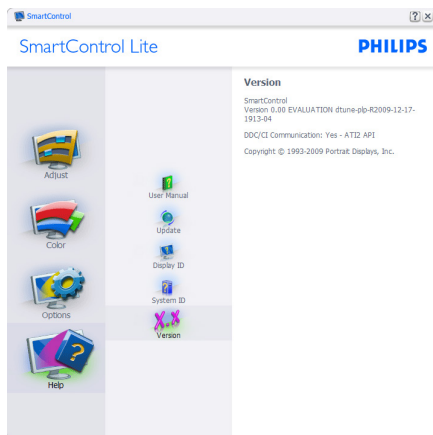 SmartControl
SmartControl Lite
PHILIPS
Adjust
Color
Options
Help
User Manual
Update
Display ID
System ID
X.X
Version
Version
SmartControl
Version 0.00 EVALUATION dtune-plp-R2009-12-17-
1913-04
DDC/CI Communication: Yes - ATI2 API
Copyright © 1993-2009 Portrait Displays, Inc.